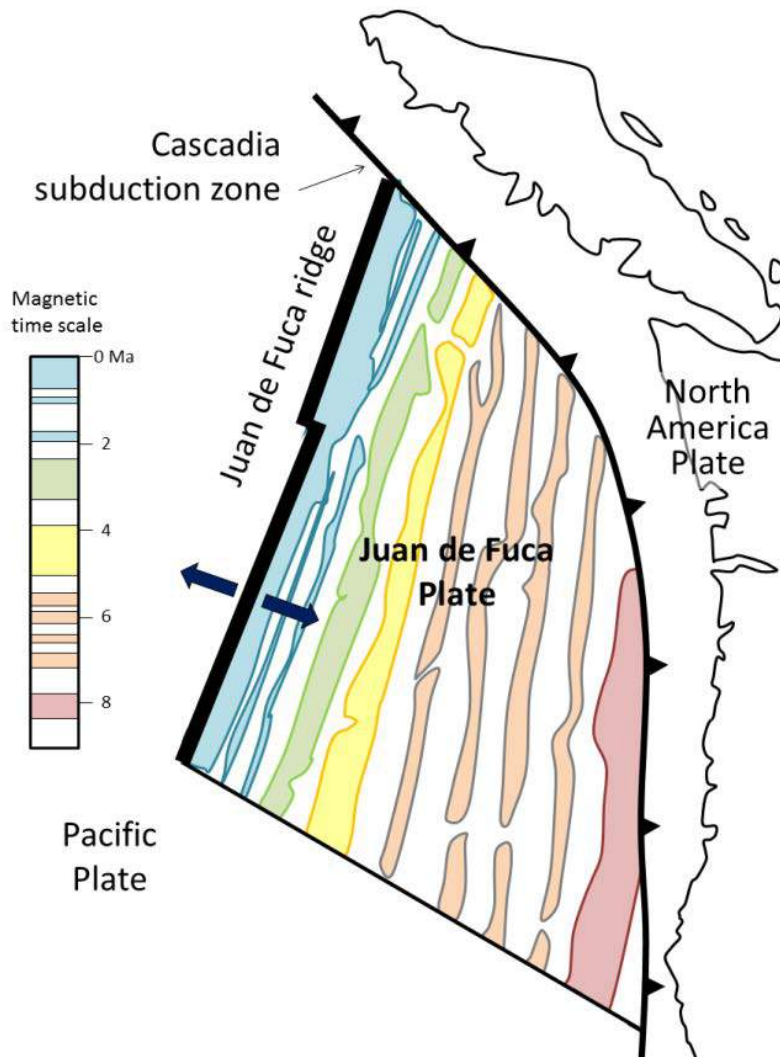 Cascadia
subduction zone
Juan de Fuca ridge
Magnetic
time scale
0 Ma
2
4
6
8
North
America
Plate
Juan de Fuca
Plate
Pacific
Plate